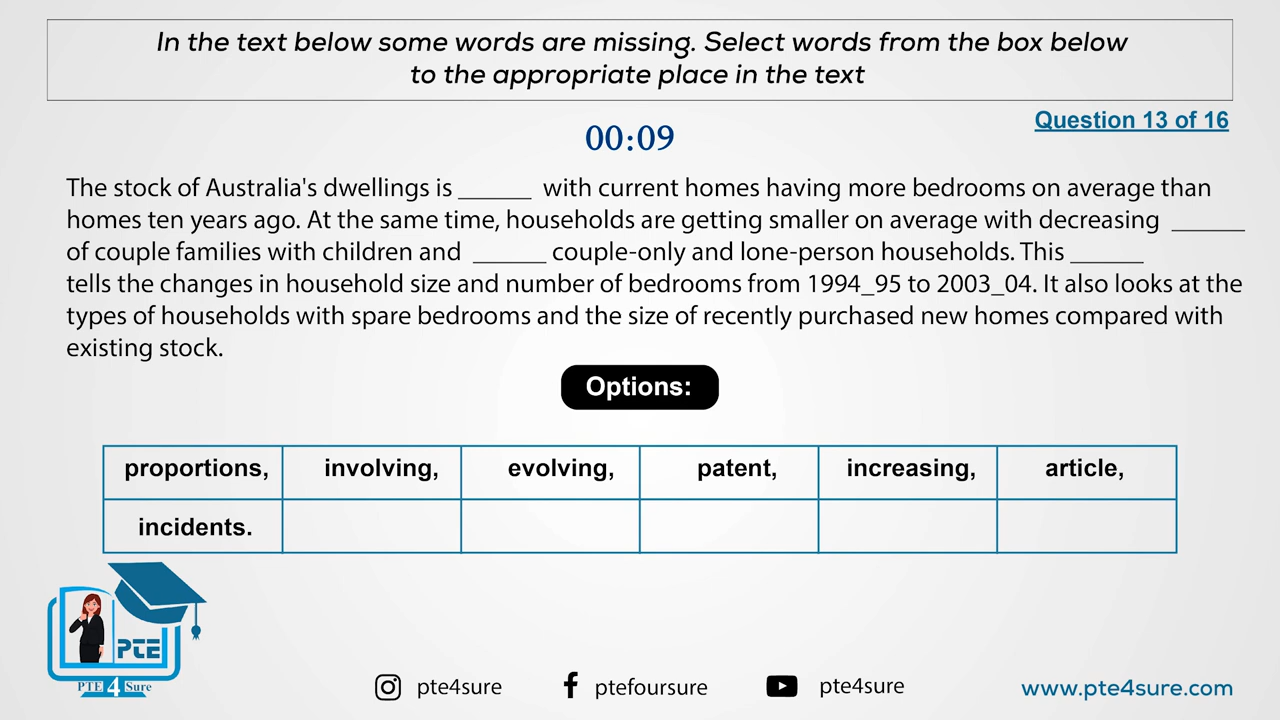 In the text below some words are missing. Select words from the box below
to the appropriate place in the text
Question 13 of 16
00:09
The stock of Australia's dwellings is ______ with current homes having more bedrooms on average than
homes ten years ago. At the same time, households are getting smaller on average with decreasing ______
of couple families with children and ______ couple-only and lone-person households. This ______
tells the changes in household size and number of bedrooms from 1994_95 to 2003_04. It also looks at the
types of households with spare bedrooms and the size of recently purchased new homes compared with
existing stock.
Options:
proportions, involving, evolving, patent, increasing, article,
incidents.
PTE
PTE 4 Sure
pte4sure ptefoursure pte4sure www.pte4sure.com